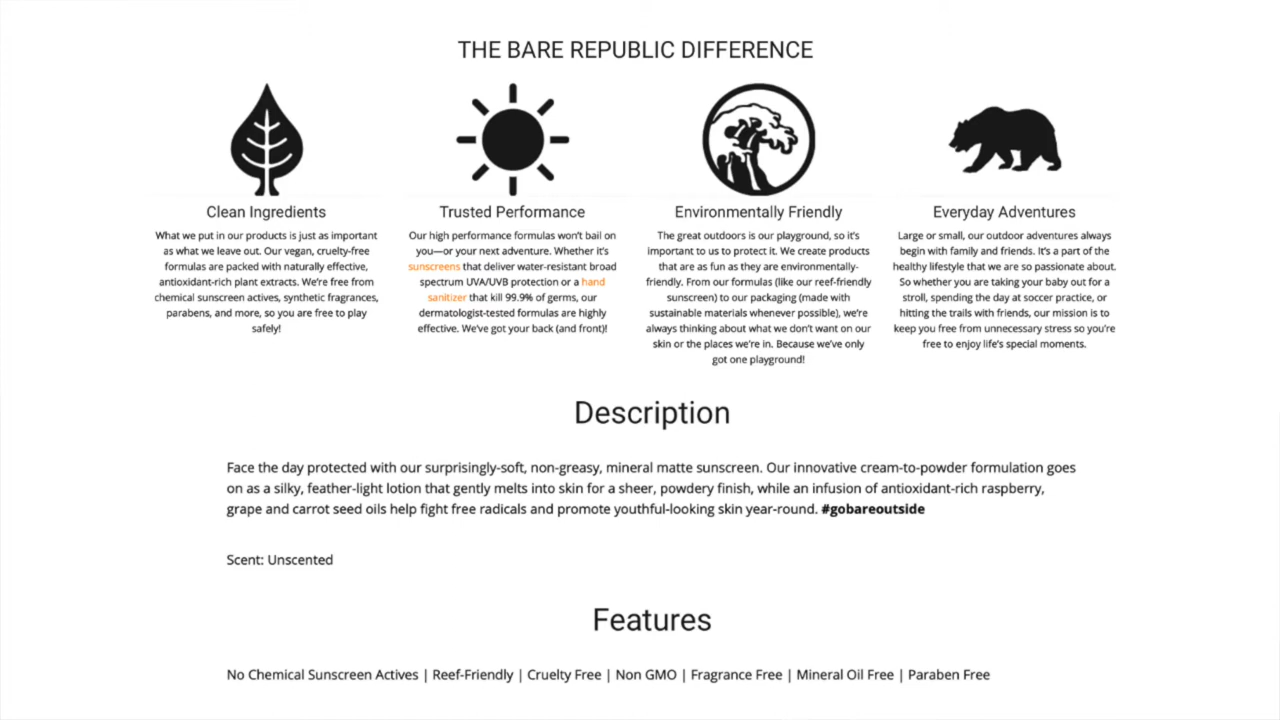 THE BARE REPUBLIC DIFFERENCE
Clean Ingredients
What we put in our products is just as important
as what we leave out. Our vegan, cruelty-free
formulas are packed with naturally effective,
antioxidant-rich plant extracts. We're free from
chemical sunscreen actives, synthetic fragrances,
parabens, and more, so you are free to play
safely!
Trusted Performance
Our high performance formulas won't bail on
you—or your next adventure. Whether it's
sunscreens that deliver water-resistant broad
spectrum UVA/UVB protection or a hand
sanitizer that kill 99.9% of germs, our
dermatologist-tested formulas are highly
effective. We've got your back (and front)!
Environmentally Friendly
The great outdoors is our playground, so it's
important to us to protect it. We create products
that are as fun as they are environmentally-
friendly. From our formulas (like our reef-friendly
sunscreen) to our packaging (made with
sustainable materials whenever possible), we're
always thinking about what we don't want on our
skin or the places we're in. Because we've only
got one playground!
Everyday Adventures
Large or small, our outdoor adventures always
begin with family and friends. It's a part of the
healthy lifestyle that we are so passionate about.
So whether you are taking your baby out for a
stroll, spending the day at soccer practice, or
hitting the trails with friends, our mission is to
keep you free from unnecessary stress so you're
free to enjoy life's special moments.
Description
Face the day protected with our surprisingly-soft, non-greasy, mineral matte sunscreen. Our innovative cream-to-powder formulation goes
on as a silky, feather-light lotion that gently melts into skin for a sheer, powdery finish, while an infusion of antioxidant-rich raspberry,
grape and carrot seed oils help fight free radicals and promote youthful-looking skin year-round. #gobareoutside
Scent: Unscented
Features
No Chemical Sunscreen Actives | Reef-Friendly | Cruelty Free | Non GMO | Fragrance Free | Mineral Oil Free | Paraben Free